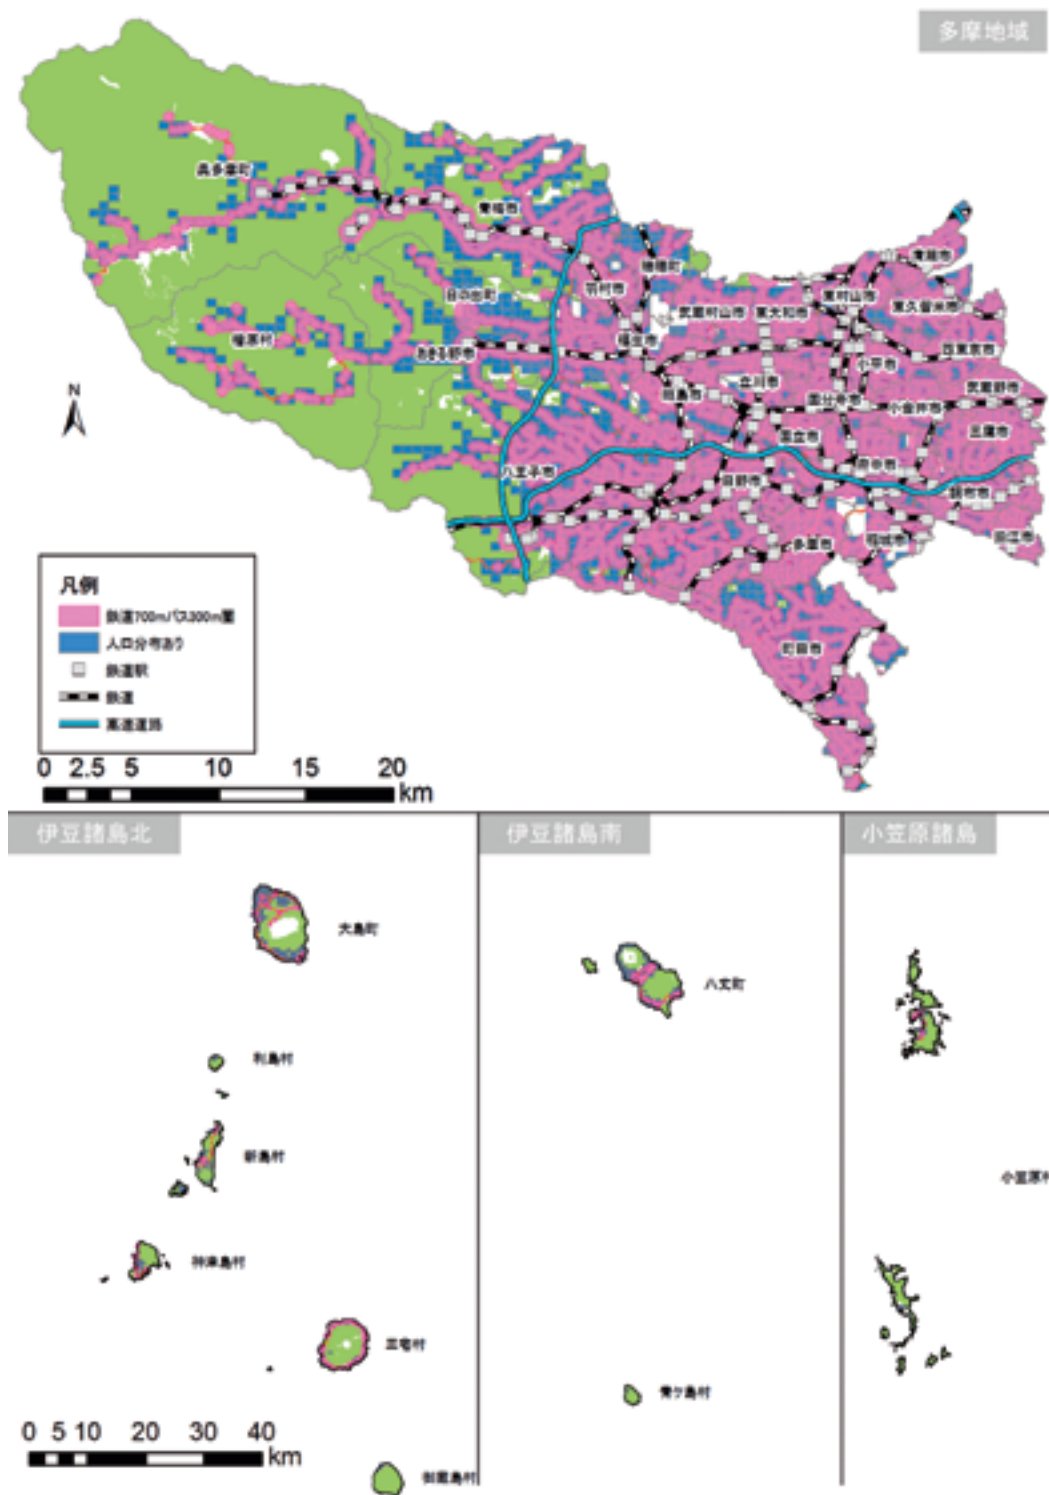 多摩地域
奥多摩町
青梅市
瑞穂町
清瀬市
日の出町
羽村市
東村山市
東久留米市
武蔵村山市
東大和市
檜原村
あきる野市
福生市
西東京市
小平市
N
昭島市
立川市
国分寺市
小金井市
武蔵野市
三鷹市
国立市
八王子市
日野市
府中市
調布市
多摩市
稲城市
狛江市
町田市
凡例
鉄道700mバス300m圏
人口分布あり
鉄道駅
鉄道
高速道路
0 2.5 5 10 15 20
km
伊豆諸島北
伊豆諸島南
小笠原諸島
大島町
八丈町
利島村
新島村
小笠原村
神津島村
三宅村
青ケ島村
0 5 10 20 30 40
km
御蔵島村